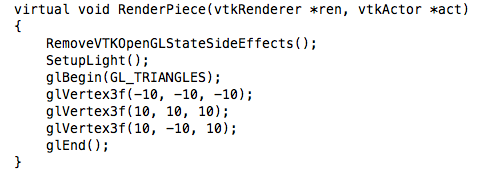 virtual void RenderPiece(vtkRenderer *ren, vtkActor *act)
{
    RemoveVTKOpenGLStateSideEffects();
    SetupLight();
    glBegin(GL_TRIANGLES);
    glVertex3f(-10, -10, -10);
    glVertex3f(10, 10, 10);
    glVertex3f(10, -10, 10);
    glEnd();
}